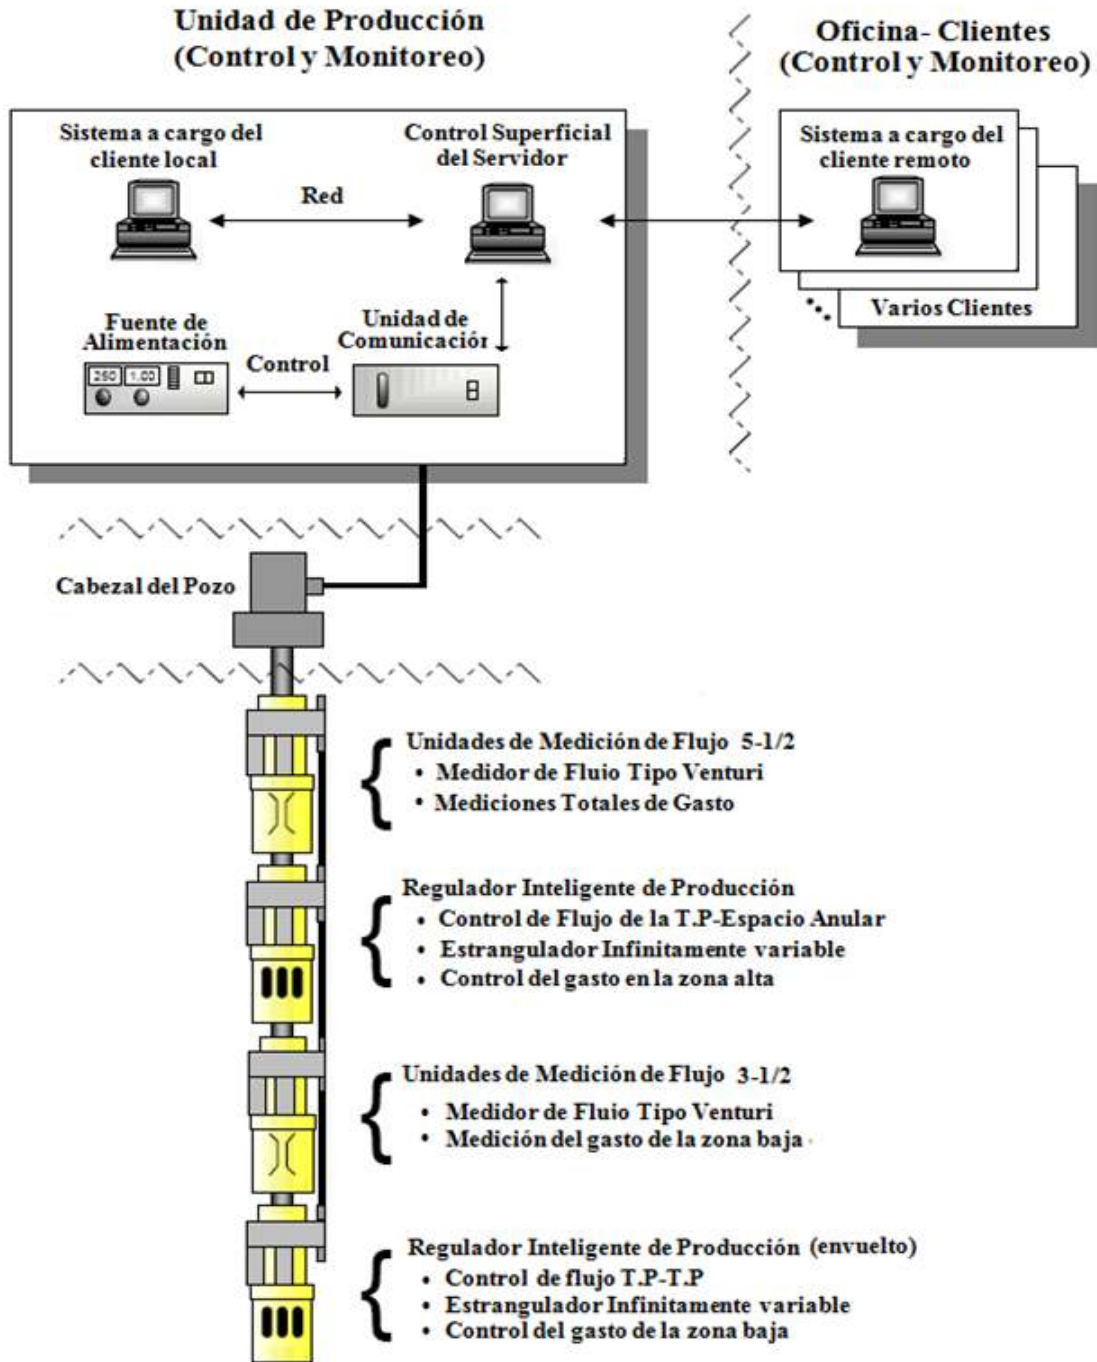 Unidad de Producción
(Control y Monitoreo)
Oficina- Clientes
(Control y Monitoreo)
Sistema a cargo del
cliente local
Control Superficial
del Servidor
Red
Sistema a cargo del
cliente remoto
Varios Clientes
Fuente de
Alimentación
Unidad de
Comunicación
Control
250 1.00
Cabezal del Pozo
Unidades de Medición de Flujo 5-1/2
• Medidor de Fluio Tipo Venturi
• Mediciones Totales de Gasto
Regulador Inteligente de Producción
• Control de Flujo de la T.P-Espacio Anular
• Estrangulador Infinitamente variable
• Control del gasto en la zona alta
Unidades de Medición de Flujo 3-1/2
• Medidor de Fluio Tipo Venturi
• Medición del gasto de la zona baja
Regulador Inteligente de Producción (envuelto)
• Control de flujo T.P-T.P
• Estrangulador Infinitamente variable
• Control del gasto de la zona baja